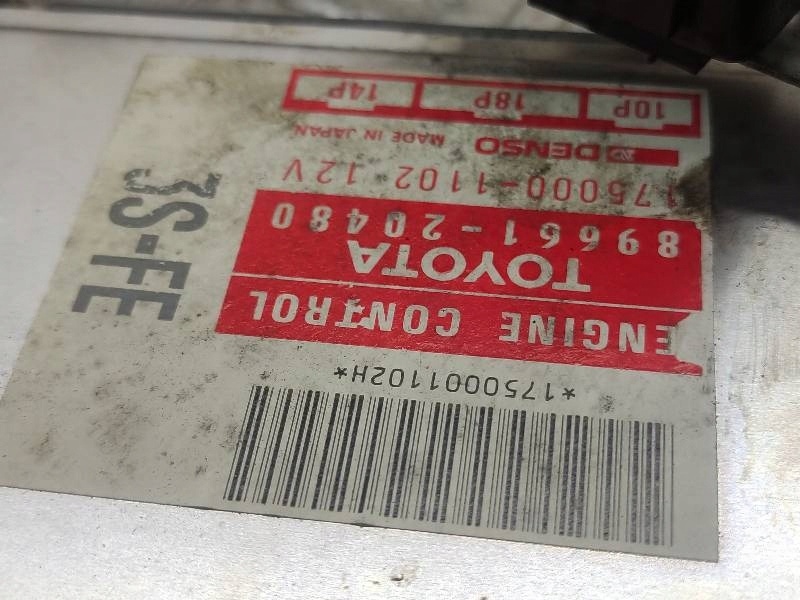 *1750001102H*
ENGINE CONTROL
TOYOTA
89661-20480
175000-1102 12V
DENSO MADE IN JAPAN
10P 18P 14P
3S-FE